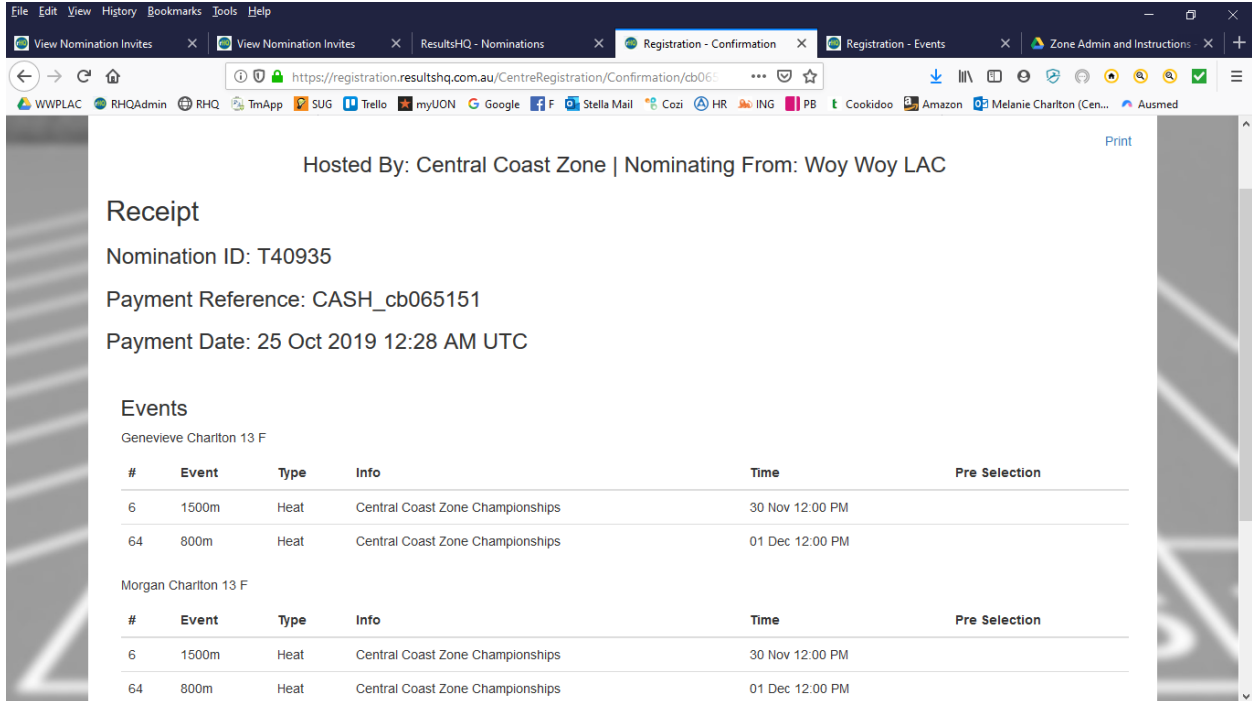 File Edit View History Bookmarks Tools Help
View Nomination Invites View Nomination Invites ResultsHQ - Nominations Registration - Confirmation Registration - Events Zone Admin and Instructions -
https://registration.resultshq.com.au/CentreRegistration/Confirmation/cb065
WWPLAC RHQAdmin RHQ TmApp SUG Trello myUON Google F Stella Mail Cozi HR ING PB Cookidoo Amazon Melanie Charlton (Cen... Ausmed
Print
Hosted By: Central Coast Zone | Nominating From: Woy Woy LAC
Receipt
Nomination ID: T40935
Payment Reference: CASH_cb065151
Payment Date: 25 Oct 2019 12:28 AM UTC
Events
Genevieve Charlton 13 F
# Event Type Info Time Pre Selection
6 1500m Heat Central Coast Zone Championships 30 Nov 12:00 PM
64 800m Heat Central Coast Zone Championships 01 Dec 12:00 PM
Morgan Charlton 13 F
# Event Type Info Time Pre Selection
6 1500m Heat Central Coast Zone Championships 30 Nov 12:00 PM
64 800m Heat Central Coast Zone Championships 01 Dec 12:00 PM